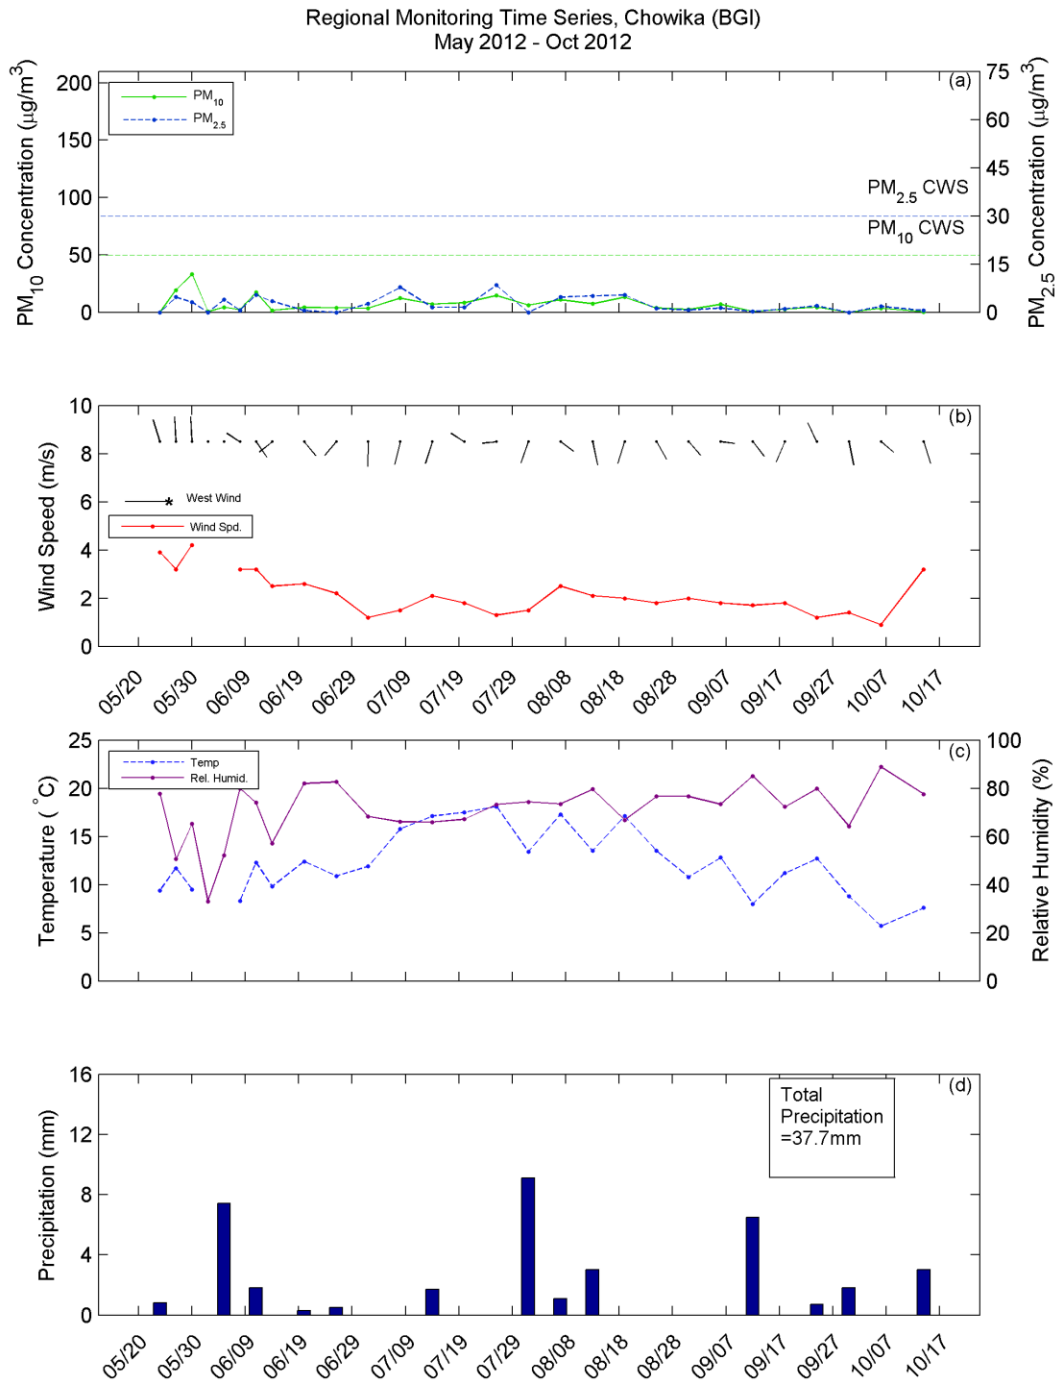 Regional Monitoring Time Series, Chowika (BGI)
May 2012 - Oct 2012
PM10 Concentration (µg/m3)
200
150
100
50
0
PM10
PM2.5
(a)
PM2.5 CWS
PM10 CWS
75
60
45
30
15
0
PM2.5 Concentration (µg/m3)
Wind Speed (m/s)
10
8
6
4
2
0
(b)
* West Wind
Wind Spd.
05/20 05/30 06/09 06/19 06/29 07/09 07/19 07/29 08/08 08/18 08/28 09/07 09/17 09/27 10/07 10/17
Temperature (°C)
25
20
15
10
5
0
Temp
Rel. Humid.
(c)
100
80
60
40
20
0
Relative Humidity (%)
Precipitation (mm)
16
12
8
4
0
(d)
Total
Precipitation
=37.7mm
05/20 05/30 06/09 06/19 06/29 07/09 07/19 07/29 08/08 08/18 08/28 09/07 09/17 09/27 10/07 10/17